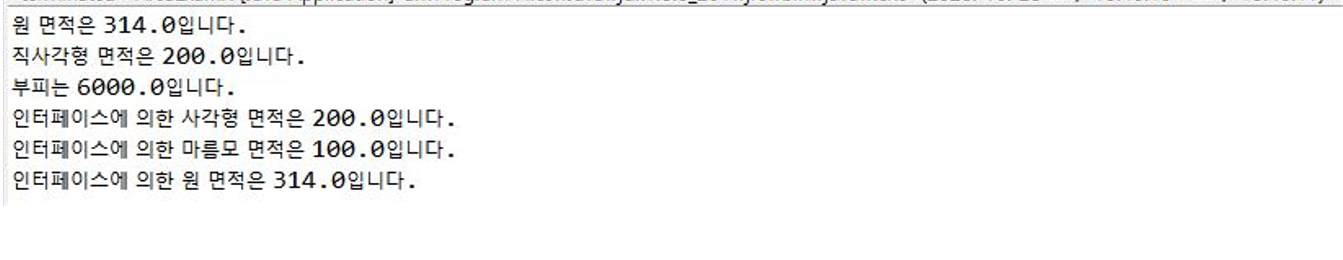 원 면적은 314.0입니다.
직사각형 면적은 200.0입니다.
부피는 6000.0입니다.
인터페이스에 의한 사각형 면적은 200.0입니다.
인터페이스에 의한 마름모 면적은 100.0입니다.
인터페이스에 의한 원 면적은 314.0입니다.